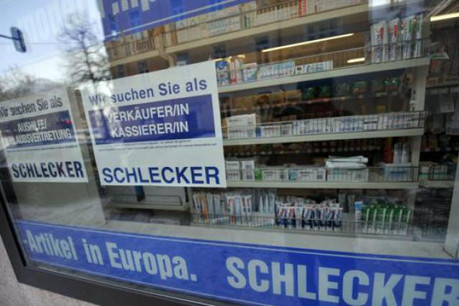 Wir suchen Sie als
AUSHILFE/
URLAUBSVERTRETUNG
SCHLECKER
Wir suchen Sie als
VERKÄUFER/IN
KASSIERER/IN
SCHLECKER
-Artikel in Europa. SCHLECKER